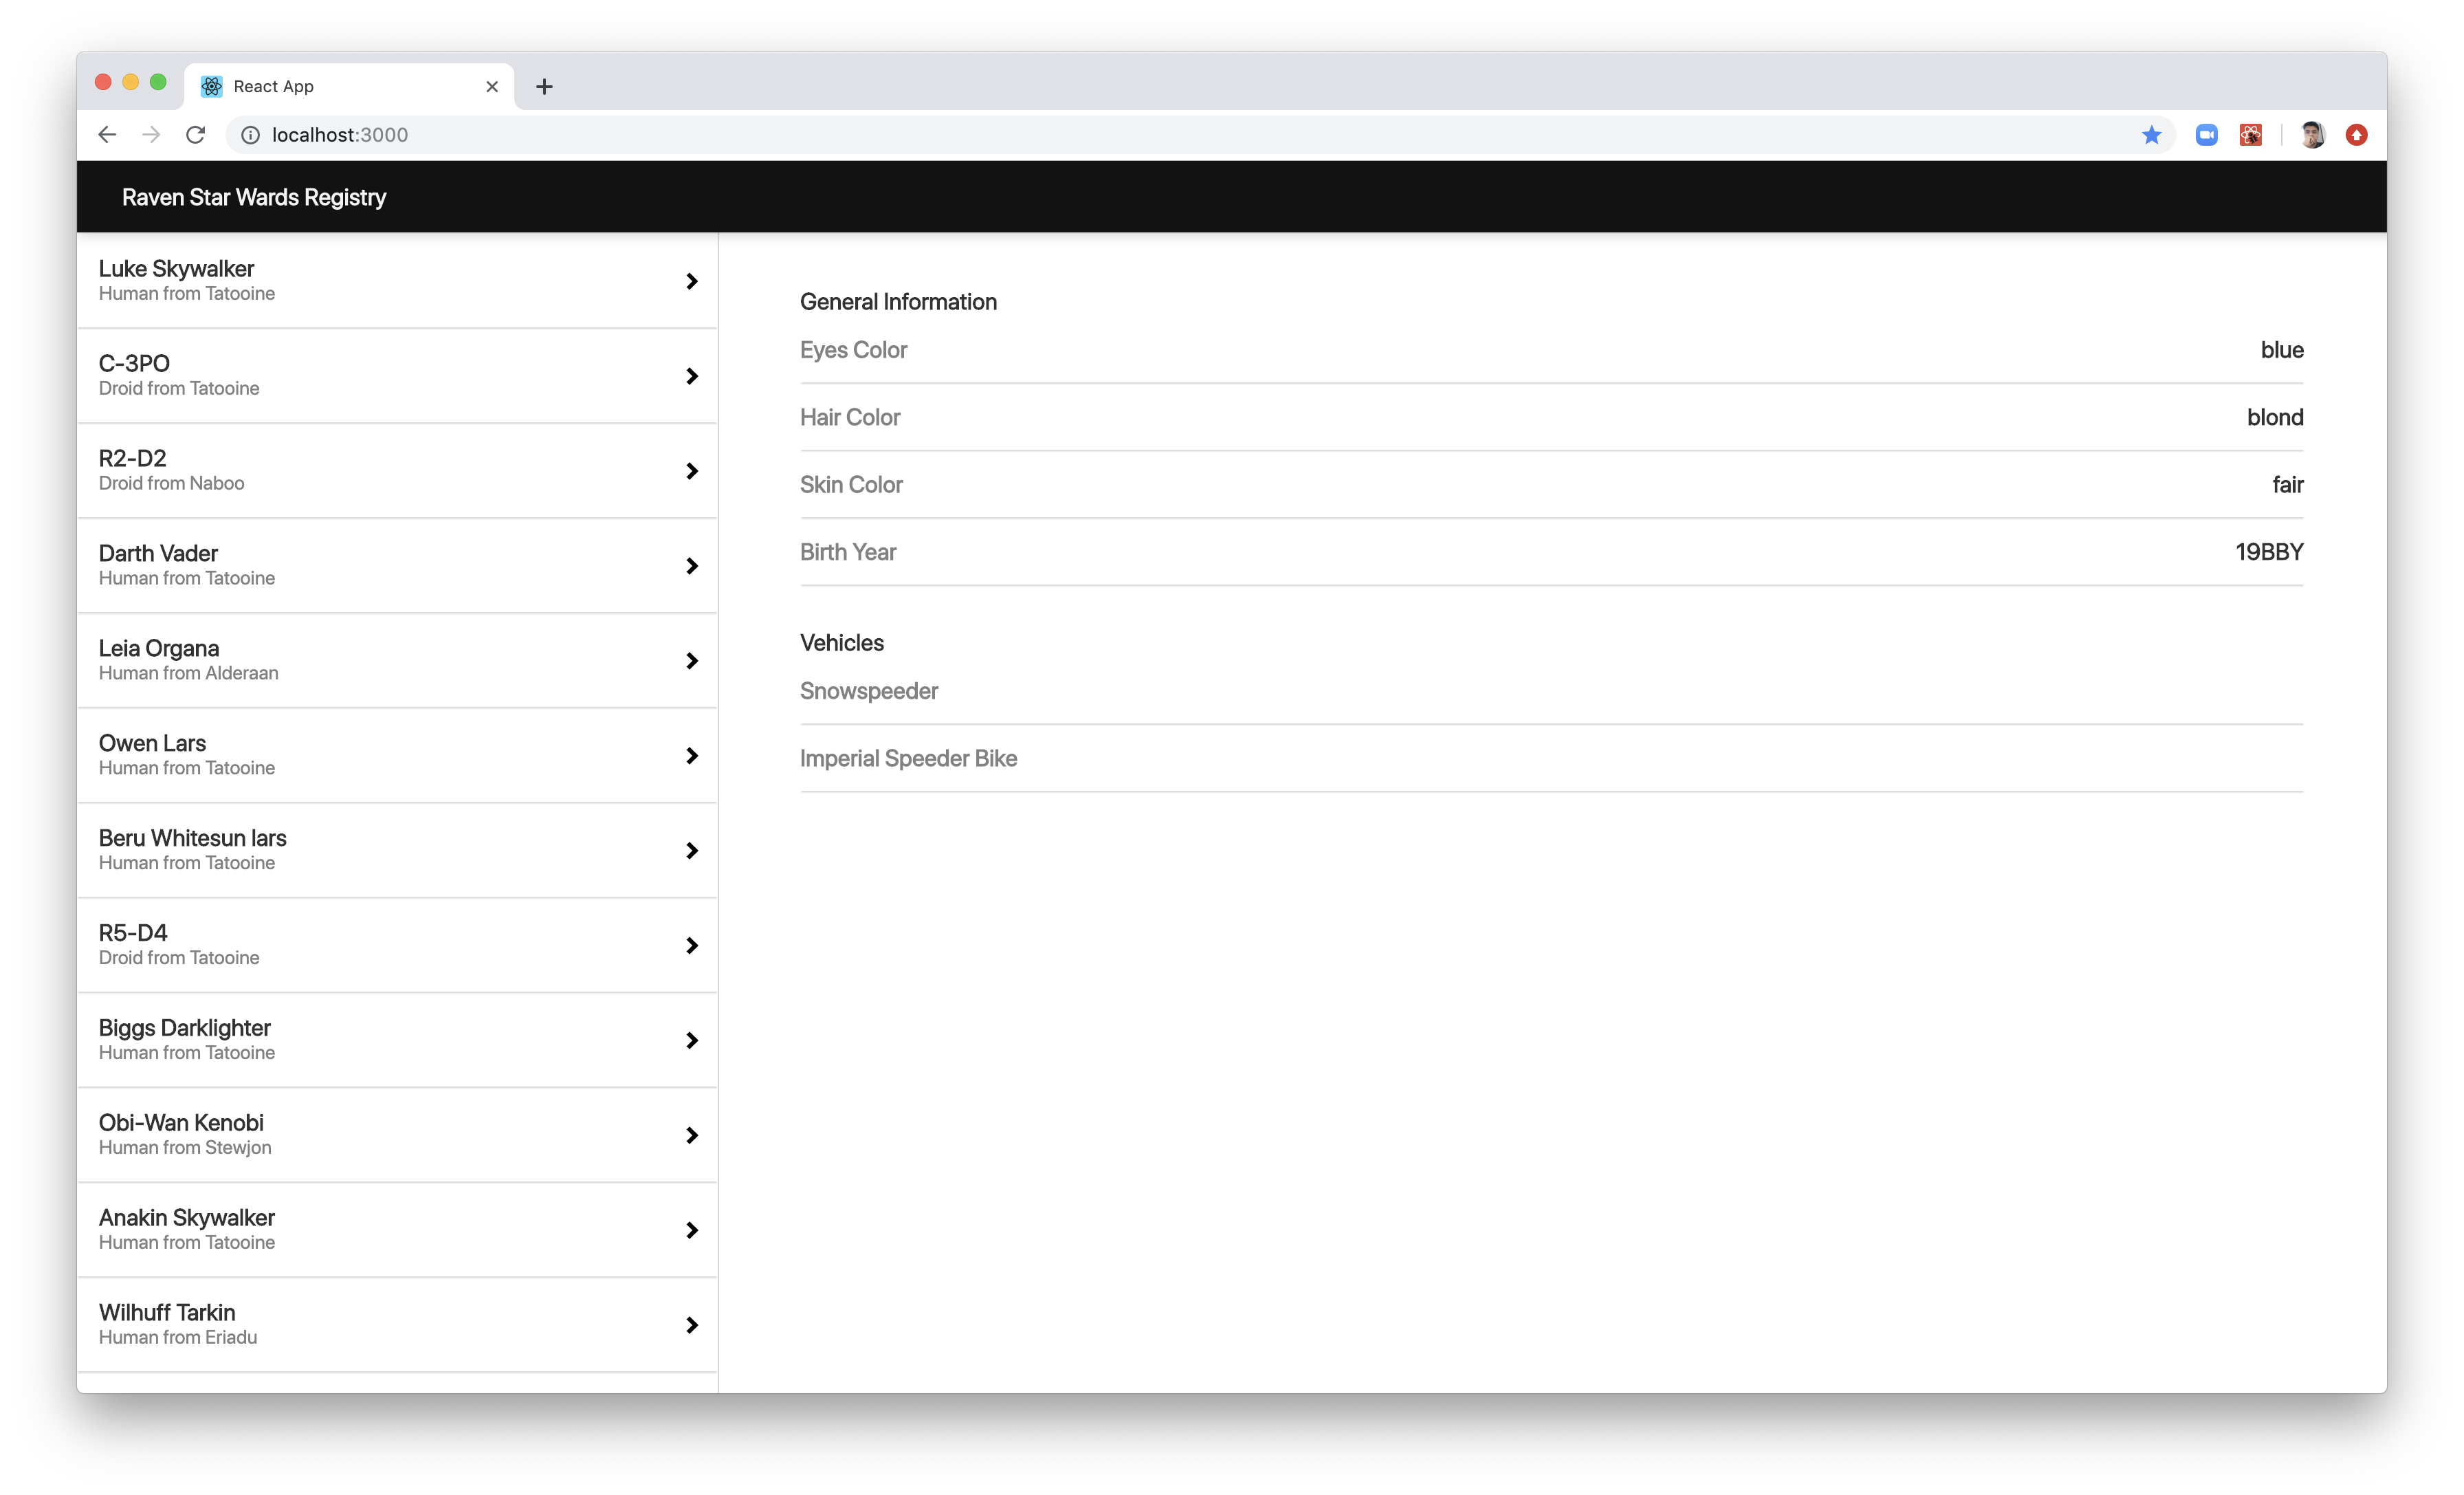 React App
localhost:3000
Raven Star Wards Registry
Luke Skywalker
Human from Tatooine
C-3PO
Droid from Tatooine
R2-D2
Droid from Naboo
Darth Vader
Human from Tatooine
Leia Organa
Human from Alderaan
Owen Lars
Human from Tatooine
Beru Whitesun lars
Human from Tatooine
R5-D4
Droid from Tatooine
Biggs Darklighter
Human from Tatooine
Obi-Wan Kenobi
Human from Stewjon
Anakin Skywalker
Human from Tatooine
Wilhuff Tarkin
Human from Eriadu
General Information
Eyes Color blue
Hair Color blond
Skin Color fair
Birth Year 19BBY
Vehicles
Snowspeeder
Imperial Speeder Bike